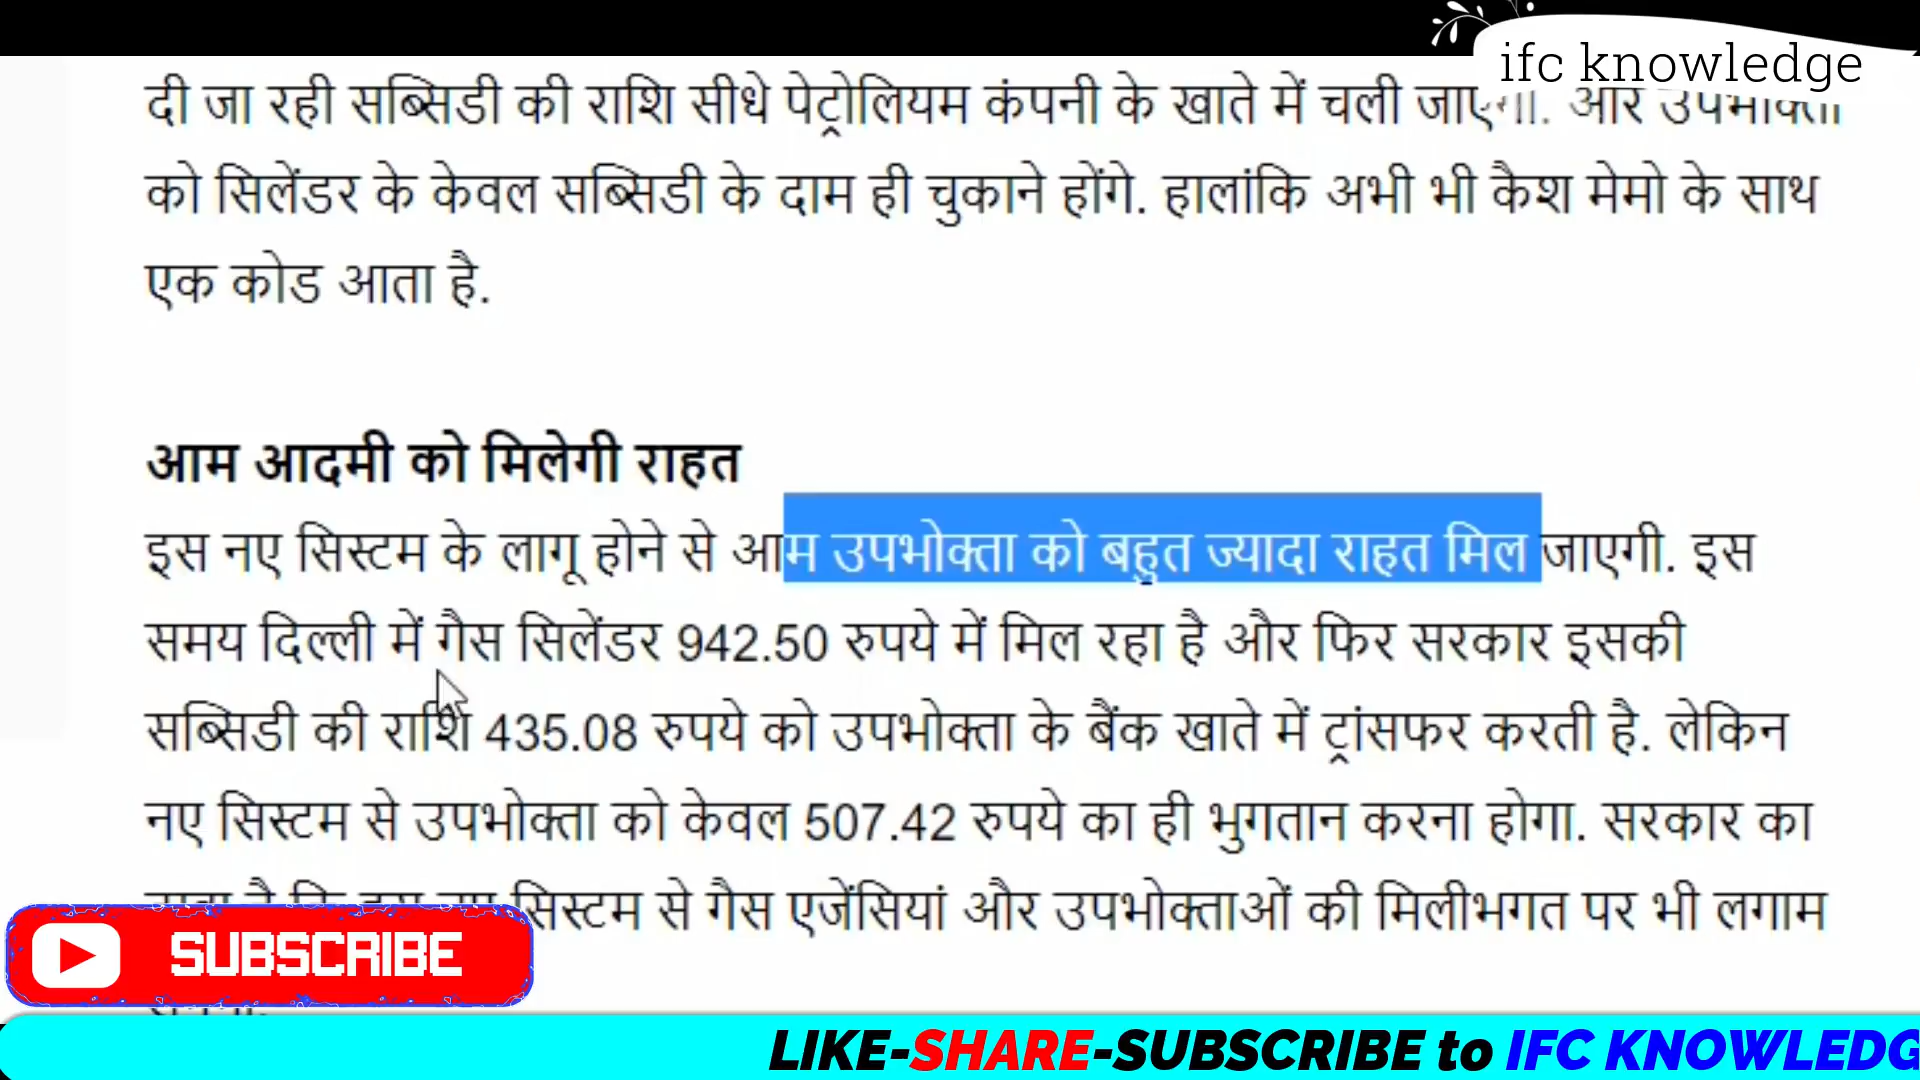 ifc knowledge
दी जा रही सब्सिडी की राशि सीधे पेट्रोलियम कंपनी के खाते में चली जाएगी. और उपभोक्ता
को सिलेंडर के केवल सब्सिडी के दाम ही चुकाने होंगे. हालांकि अभी भी कैश मेमो के साथ
एक कोड आता है.
आम आदमी को मिलेगी राहत
इस नए सिस्टम के लागू होने से आम उपभोक्ता को बहुत ज्यादा राहत मिल जाएगी. इस
समय दिल्ली में गैस सिलेंडर 942.50 रुपये में मिल रहा है और फिर सरकार इसकी
सब्सिडी की राशि 435.08 रुपये को उपभोक्ता के बैंक खाते में ट्रांसफर करती है. लेकिन
नए सिस्टम से उपभोक्ता को केवल 507.42 रुपये का ही भुगतान करना होगा. सरकार का
सिस्टम से गैस एजेंसियां और उपभोक्ताओं की मिलीभगत पर भी लगाम
SUBSCRIBE
LIKE-SHARE-SUBSCRIBE to IFC KNOWLEDG